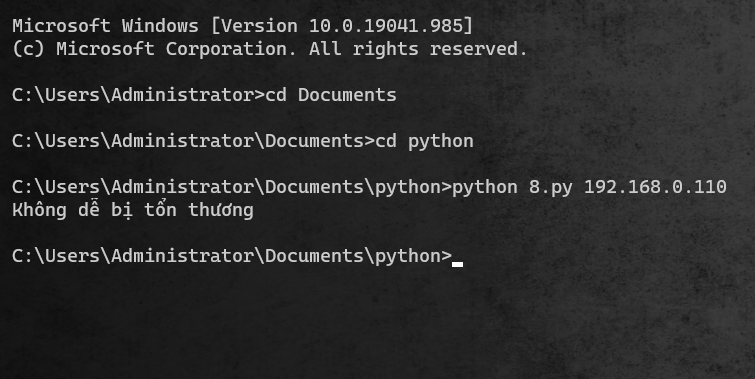 Microsoft Windows [Version 10.0.19041.985]
(c) Microsoft Corporation. All rights reserved.
C:\Users\Administrator>cd Documents
C:\Users\Administrator\Documents>cd python
C:\Users\Administrator\Documents\python>python 8.py 192.168.0.110
Không dễ bị tổn thương
C:\Users\Administrator\Documents\python>